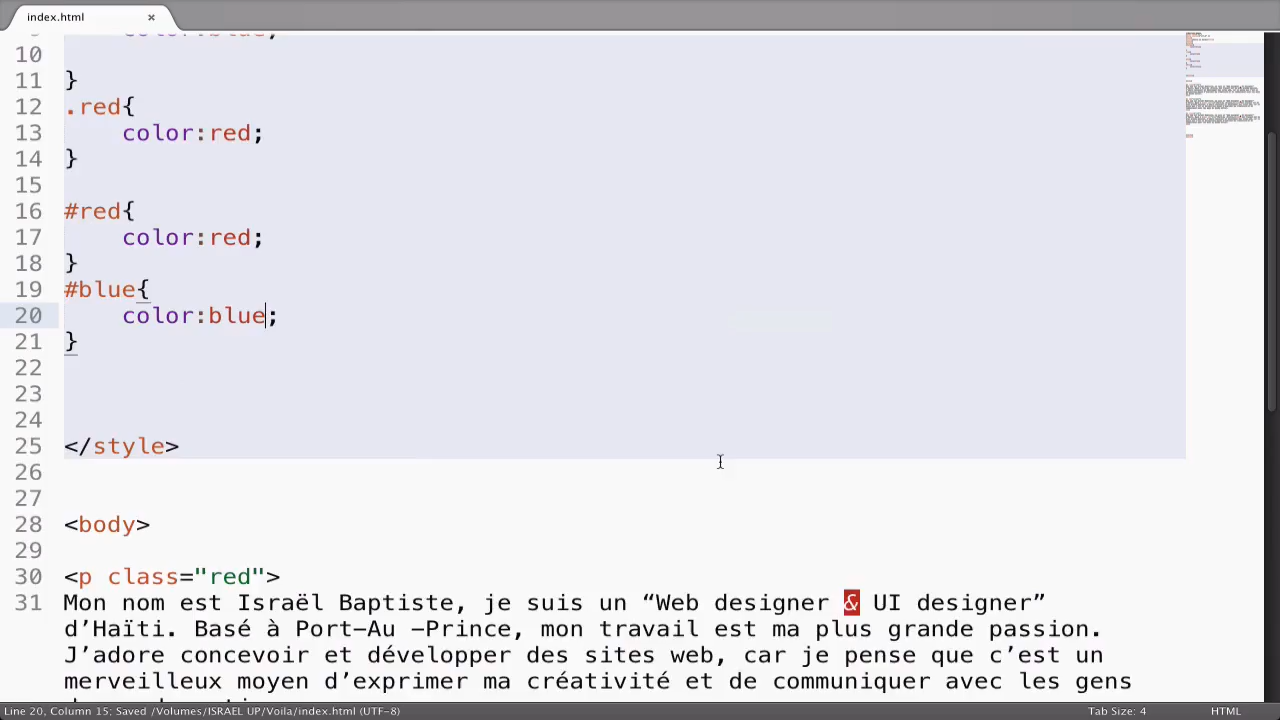 index.html
10
11 }
12 .red{
13 color:red;
14 }
15
16 #red{
17 color:red;
18 }
19 #blue{
20 color:blue;
21 }
22
23
24
25 </style>
26
27
28 <body>
29
30 <p class="red">
31 Mon nom est Israël Baptiste, je suis un “Web designer & UI designer”
d’Haïti. Basé à Port-Au -Prince, mon travail est ma plus grande passion.
J’adore concevoir et développer des sites web, car je pense que c’est un
merveilleux moyen d’exprimer ma créativité et de communiquer avec les gens
Line 20, Column 15; Saved /Volumes/ISRAEL UP/Voila/index.html (UTF-8)
Tab Size: 4
HTML